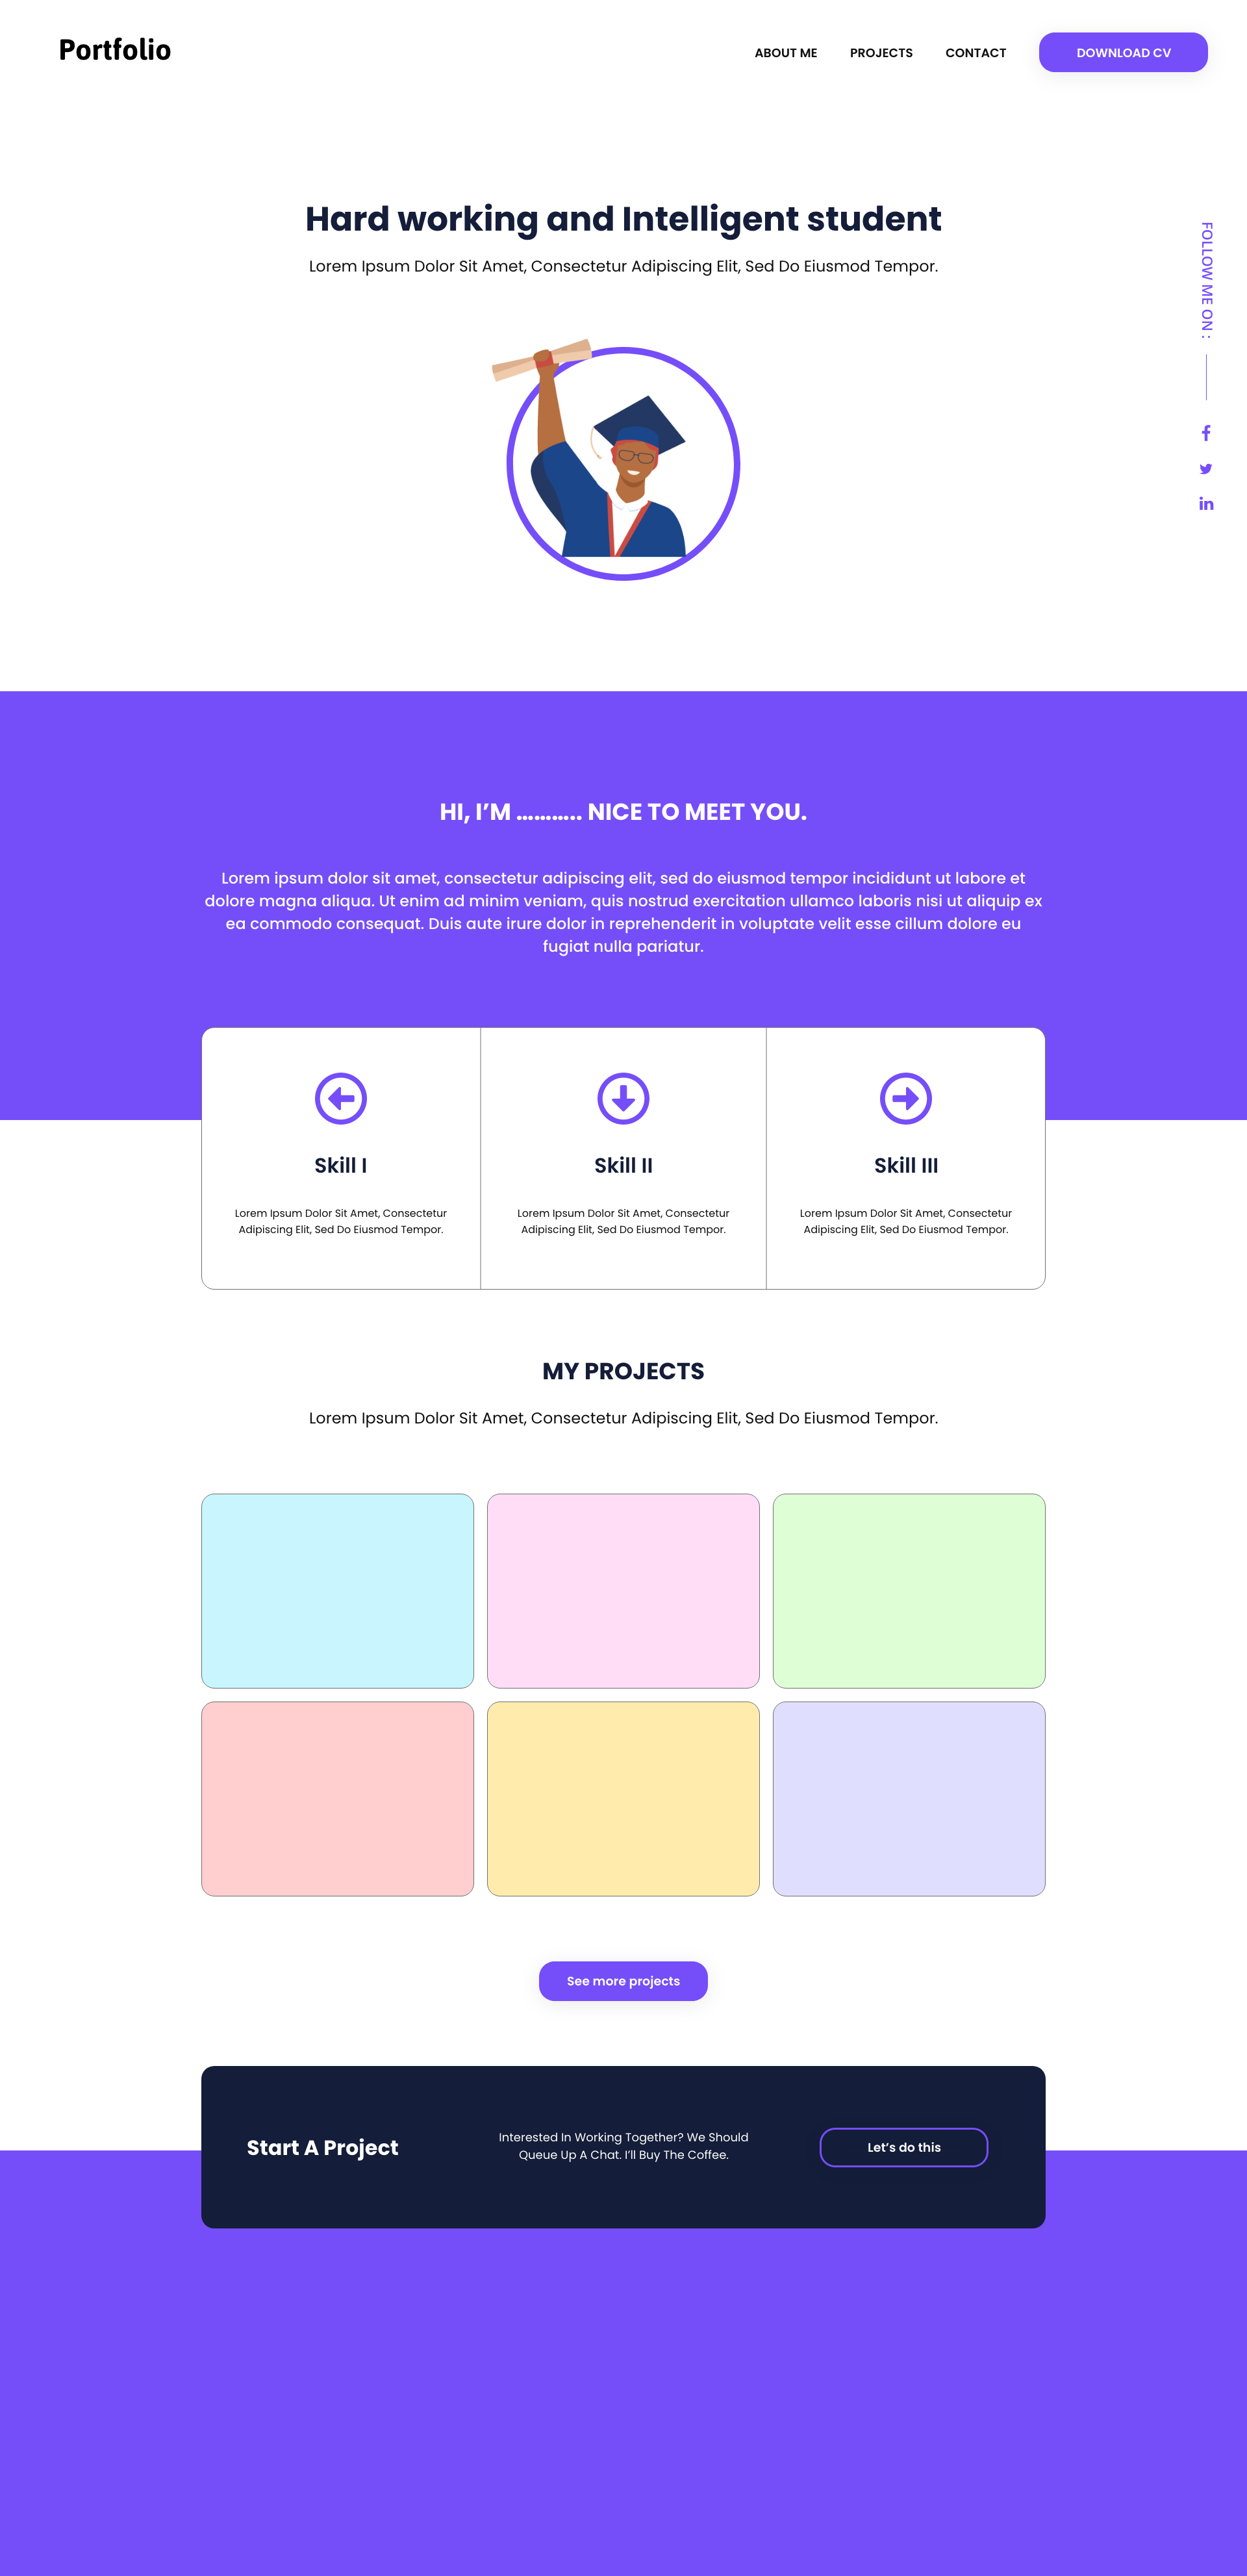 Portfolio
ABOUT ME
PROJECTS
CONTACT
DOWNLOAD CV
Hard working and Intelligent student
Lorem Ipsum Dolor Sit Amet, Consectetur Adipiscing Elit, Sed Do Eiusmod Tempor.
FOLLOW ME ON :
HI, I’M ……….. NICE TO MEET YOU.
Lorem ipsum dolor sit amet, consectetur adipiscing elit, sed do eiusmod tempor incididunt ut labore et
dolore magna aliqua. Ut enim ad minim veniam, quis nostrud exercitation ullamco laboris nisi ut aliquip ex
ea commodo consequat. Duis aute irure dolor in reprehenderit in voluptate velit esse cillum dolore eu
fugiat nulla pariatur.
Skill I
Lorem Ipsum Dolor Sit Amet, Consectetur
Adipiscing Elit, Sed Do Eiusmod Tempor.
Skill II
Lorem Ipsum Dolor Sit Amet, Consectetur
Adipiscing Elit, Sed Do Eiusmod Tempor.
Skill III
Lorem Ipsum Dolor Sit Amet, Consectetur
Adipiscing Elit, Sed Do Eiusmod Tempor.
MY PROJECTS
Lorem Ipsum Dolor Sit Amet, Consectetur Adipiscing Elit, Sed Do Eiusmod Tempor.
See more projects
Start A Project
Interested In Working Together? We Should
Queue Up A Chat. I’ll Buy The Coffee.
Let’s do this